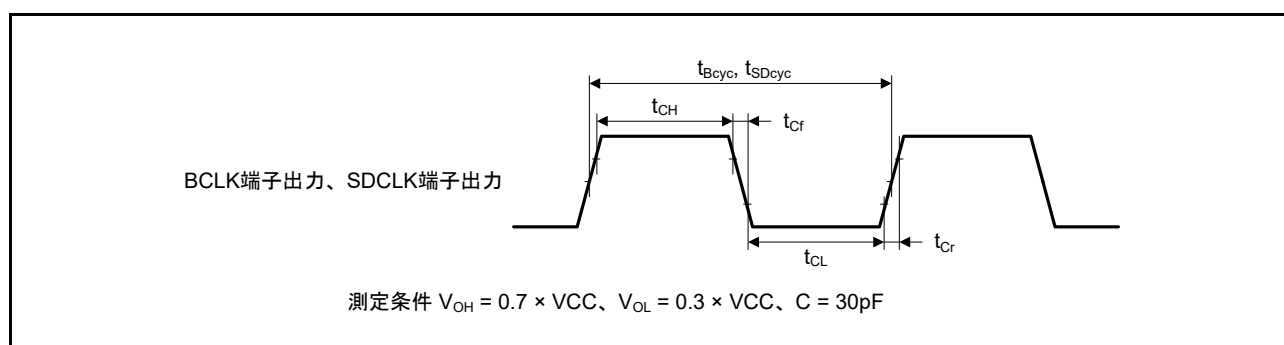 tBcyc, tSDcyc
tCH
tCf
BCLK端子出力、SDCLK端子出力
tCL
tCr
測定条件 VOH = 0.7 × VCC、VOL = 0.3 × VCC、C = 30pF